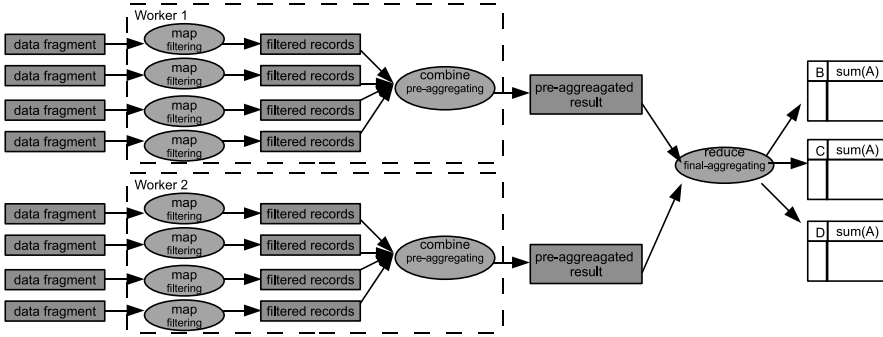 Worker 1
data fragment
map
filtering
filtered records
data fragment
map
filtering
filtered records
data fragment
map
filtering
filtered records
data fragment
map
filtering
filtered records
combine
pre-aggregating
pre-aggreagated
result
Worker 2
data fragment
map
filtering
filtered records
data fragment
map
filtering
filtered records
data fragment
map
filtering
filtered records
data fragment
map
filtering
filtered records
combine
pre-aggregating
pre-aggreagated
result
reduce
final-aggregating
B sum(A)
C sum(A)
D sum(A)